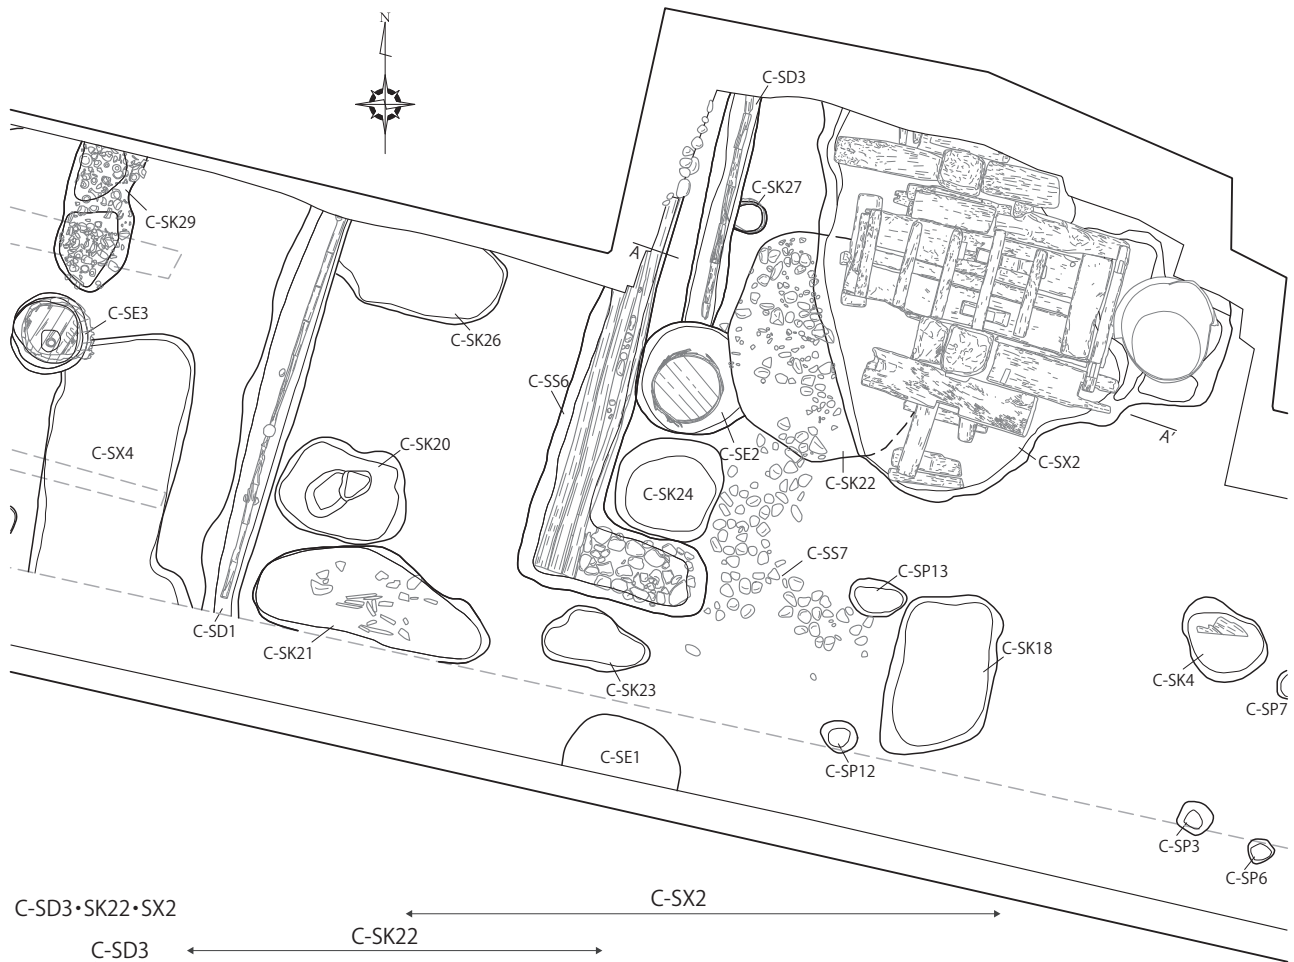 N
C-SD3
C-SK27
C-SK29
A
C-SE3
C-SK26
C-SS6
C-SX4
C-SK20
C-SE2
A'
C-SX2
C-SK22
C-SK24
C-SS7
C-SP13
C-SD1
C-SK21
C-SK18
C-SK23
C-SK4
C-SP7
C-SE1
C-SP12
C-SP3
C-SP6
C-SD3・SK22・SX2
C-SX2
C-SD3
C-SK22